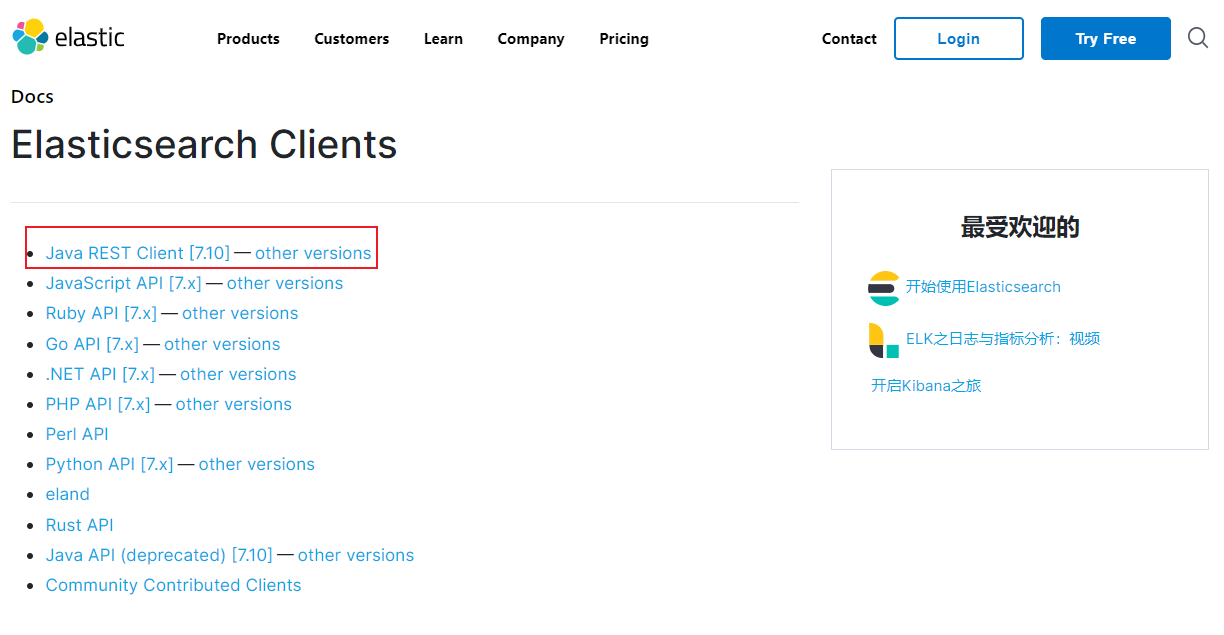 elastic Products Customers Learn Company Pricing Contact Login Try Free
Docs
Elasticsearch Clients
Java REST Client [7.10] — other versions
JavaScript API [7.x] — other versions
Ruby API [7.x] — other versions
Go API [7.x] — other versions
.NET API [7.x] — other versions
PHP API [7.x] — other versions
Perl API
Python API [7.x] — other versions
eland
Rust API
Java API (deprecated) [7.10] — other versions
Community Contributed Clients
最受欢迎的
开始使用Elasticsearch
ELK之日志与指标分析：视频
开启Kibana之旅